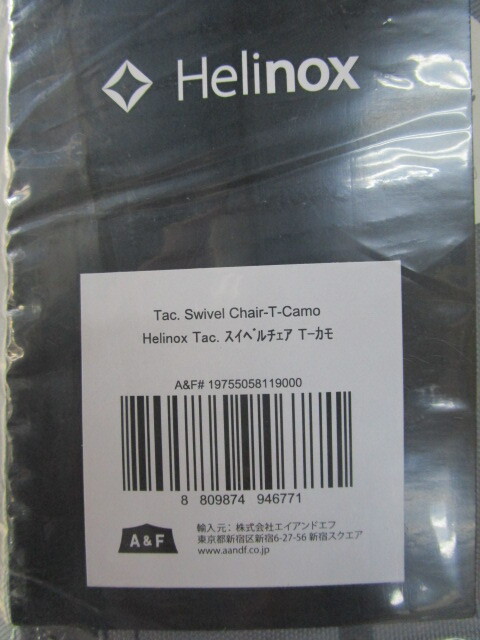 Helinox
Tac. Swivel Chair-T-Camo
Helinox Tac. スイベルチェア T-カモ
A&F# 19755058119000
8 809874 946771
A & F
輸入元：株式会社エイアンドエフ
東京都新宿区新宿6-27-56 新宿スクエア
www.aandf.co.jp